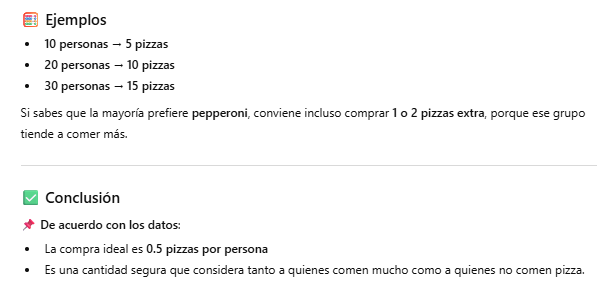 🧮 Ejemplos
• 10 personas → 5 pizzas
• 20 personas → 10 pizzas
• 30 personas → 15 pizzas
Si sabes que la mayoría prefiere pepperoni, conviene incluso comprar 1 o 2 pizzas extra, porque ese grupo
tiende a comer más.
✅ Conclusión
📌 De acuerdo con los datos:
• La compra ideal es 0.5 pizzas por persona
• Es una cantidad segura que considera tanto a quienes comen mucho como a quienes no comen pizza.